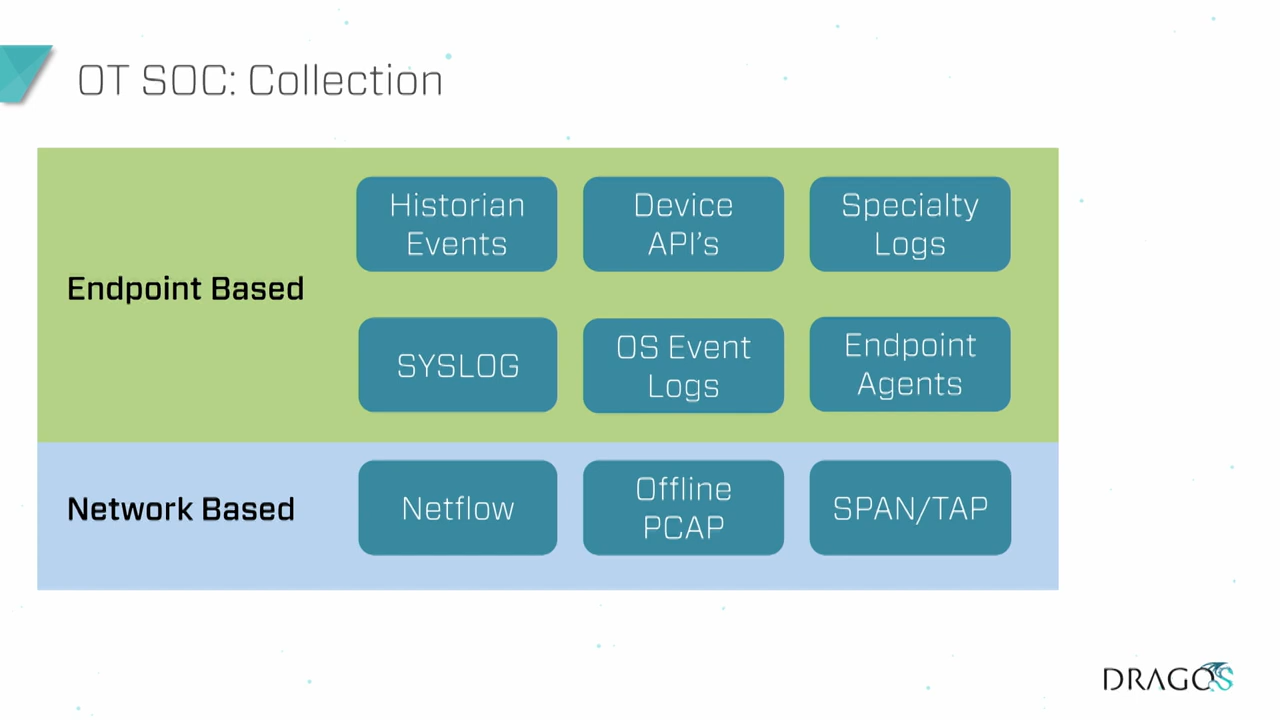 OT SOC: Collection
Historian
Events
Device
API's
Specialty
Logs
Endpoint Based
SYSLOG
OS Event
Logs
Endpoint
Agents
Network Based
Netflow
Offline
PCAP
SPAN/TAP
DRAGOS